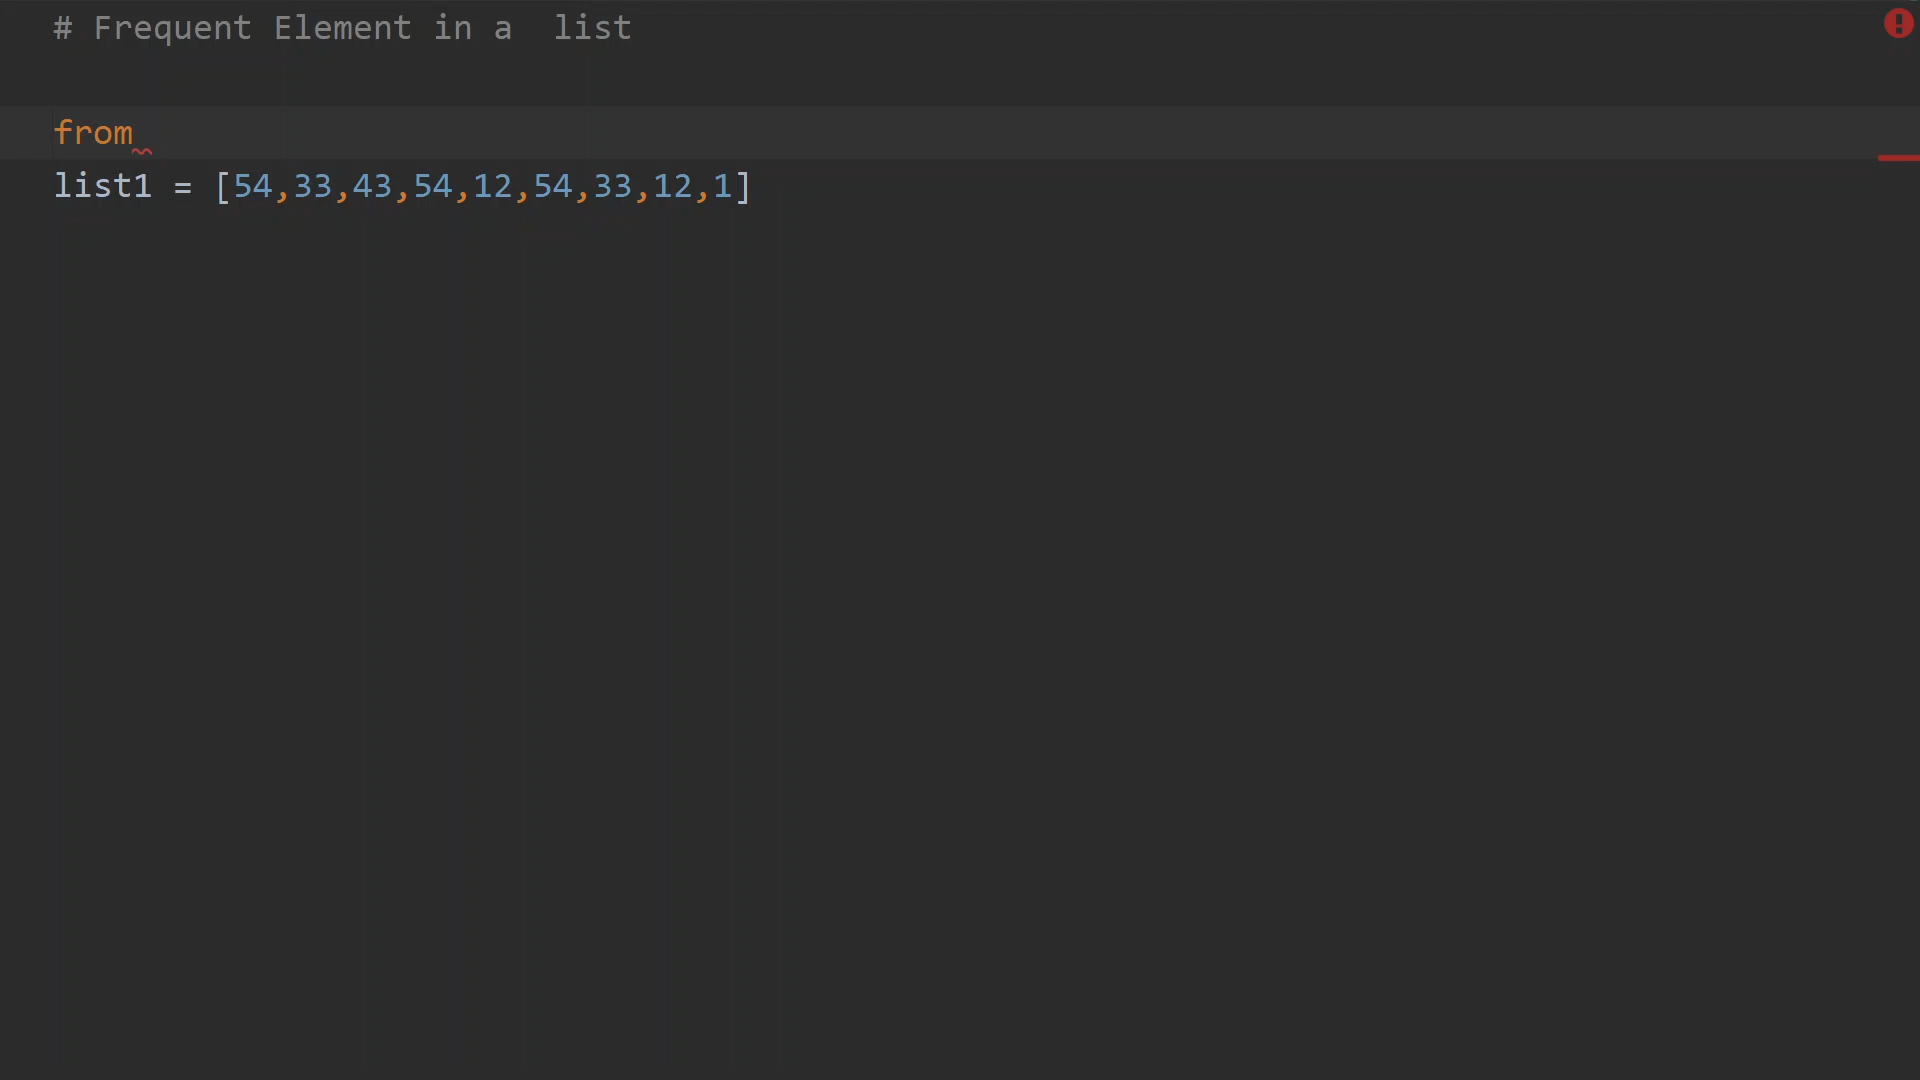 # Frequent Element in a  list
from
list1 = [54,33,43,54,12,54,33,12,1]